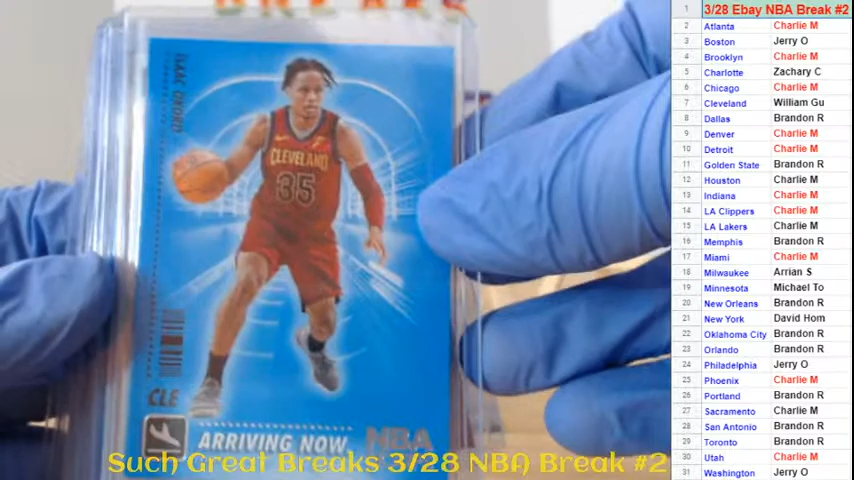 BREAKS
ISAAC OKORO
CLEVELAND
35
CLE
ARRIVING NOW
NBA
Such Great Breaks 3/28 NBA Break #2
1 3/28 Ebay NBA Break #2
2 Atlanta Charlie M
3 Boston Jerry O
4 Brooklyn Charlie M
5 Charlotte Zachary C
6 Chicago Charlie M
7 Cleveland William Gu
8 Dallas Brandon R
9 Denver Charlie M
10 Detroit Charlie M
11 Golden State Brandon R
12 Houston Charlie M
13 Indiana Charlie M
14 LA Clippers Charlie M
15 LA Lakers Charlie M
16 Memphis Brandon R
17 Miami Charlie M
18 Milwaukee Arrian S
19 Minnesota Michael To
20 New Orleans Brandon R
21 New York David Hom
22 Oklahoma City Brandon R
23 Orlando Brandon R
24 Philadelphia Jerry O
25 Phoenix Charlie M
26 Portland Brandon R
27 Sacramento Charlie M
28 San Antonio Brandon R
29 Toronto Brandon R
30 Utah Charlie M
31 Washington Jerry O